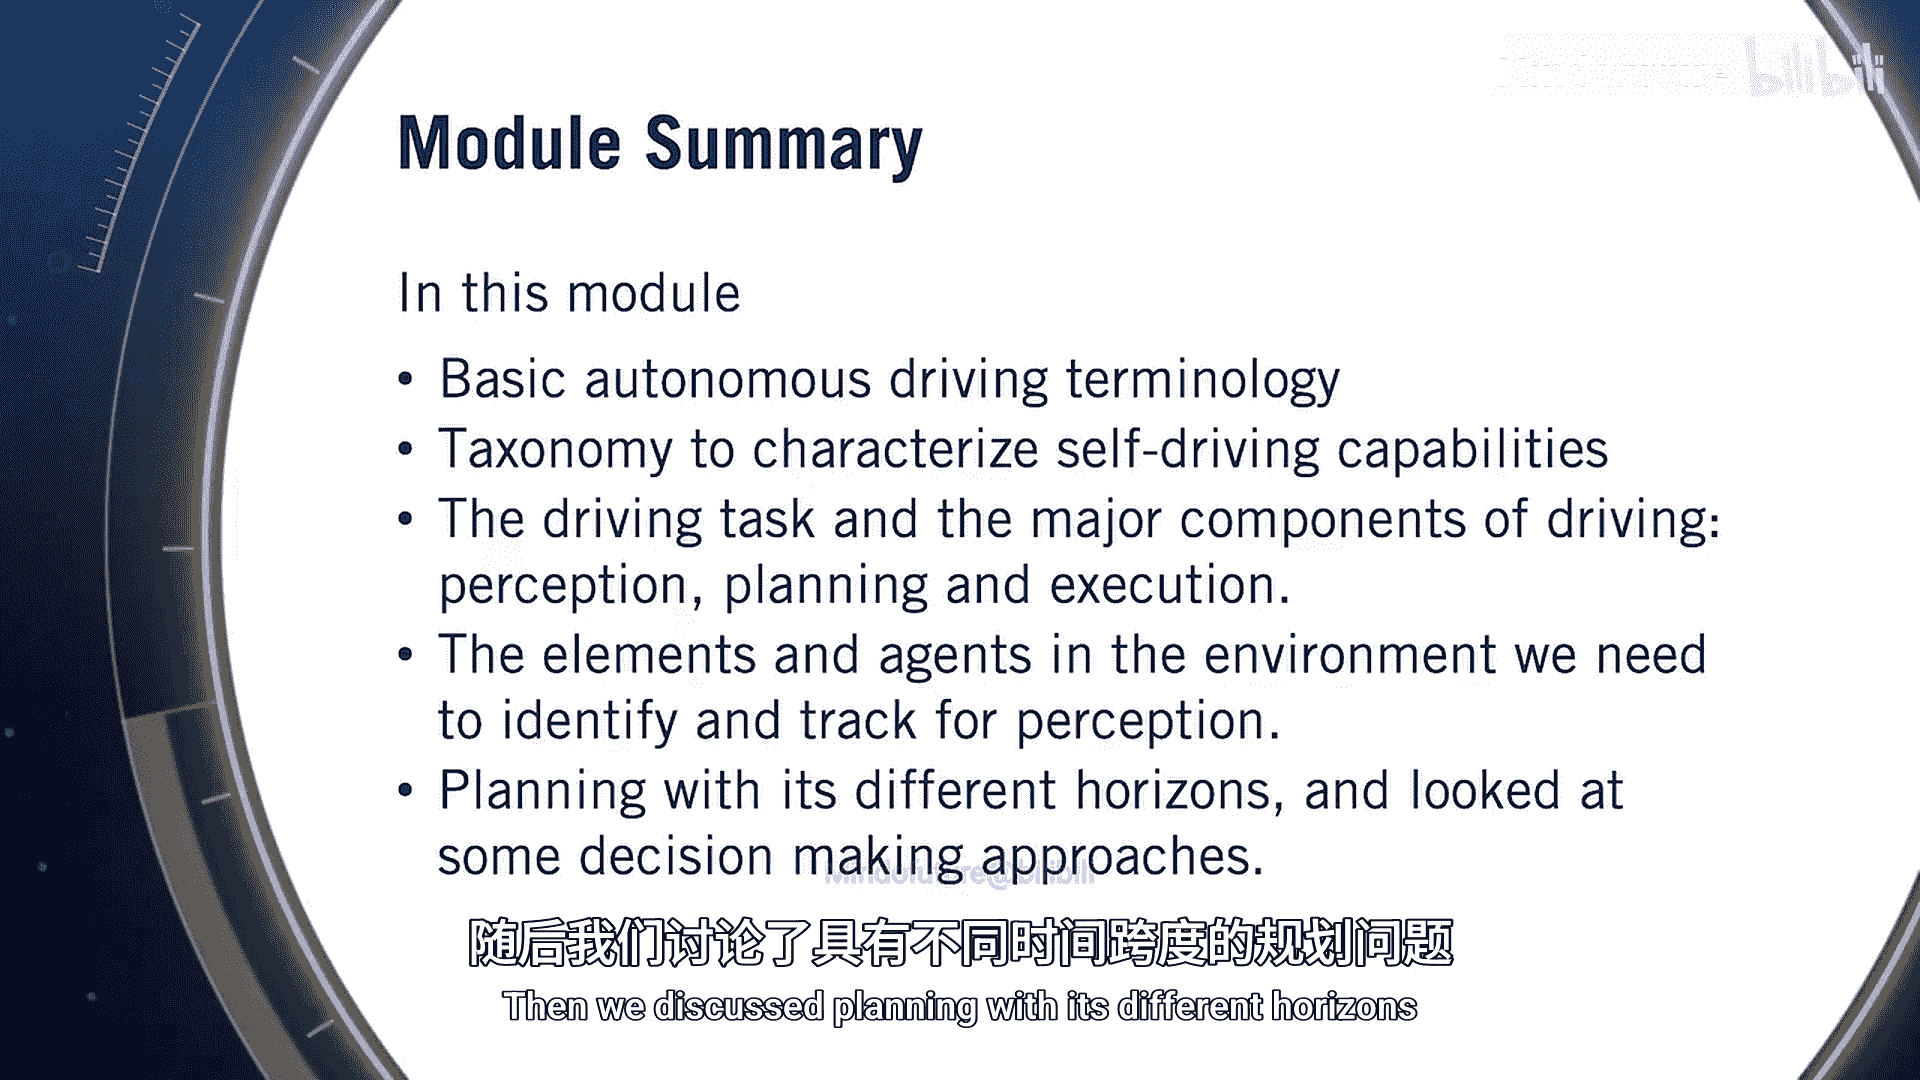 bilibili
Module Summary
In this module
• Basic autonomous driving terminology
• Taxonomy to characterize self-driving capabilities
• The driving task and the major components of driving:
perception, planning and execution.
• The elements and agents in the environment we need
to identify and track for perception.
• Planning with its different horizons, and looked at
some decision making approaches.
Mindofuture@bilibili
随后我们讨论了具有不同时间跨度的规划问题
Then we discussed planning with its different horizons